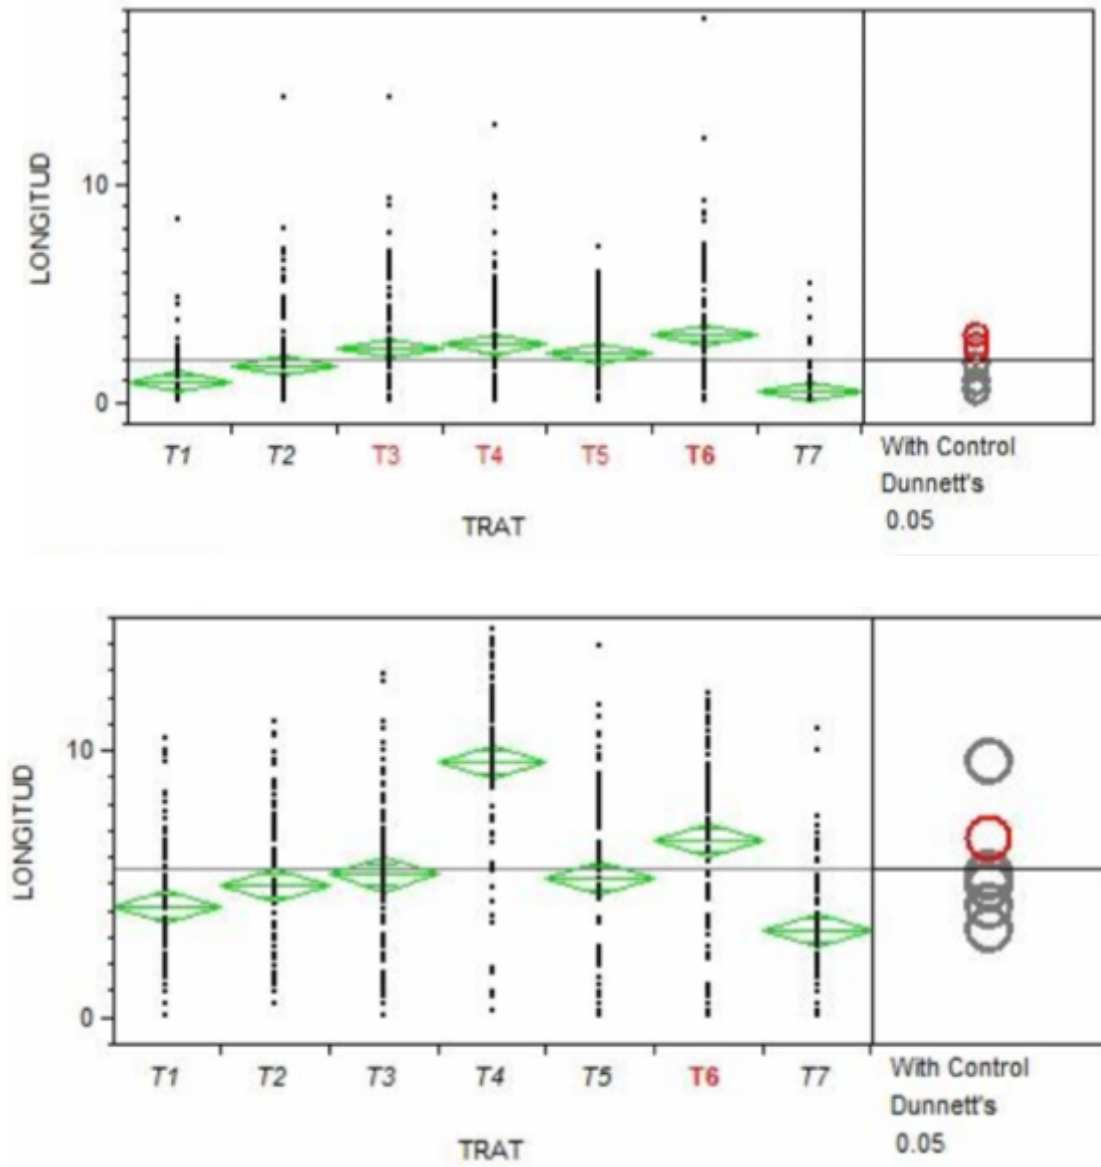 LONGITUD
10
0
T1 T2 T3 T4 T5 T6 T7
TRAT
With Control
Dunnett's
0.05
LONGITUD
10
0
T1 T2 T3 T4 T5 T6 T7
TRAT
With Control
Dunnett's
0.05